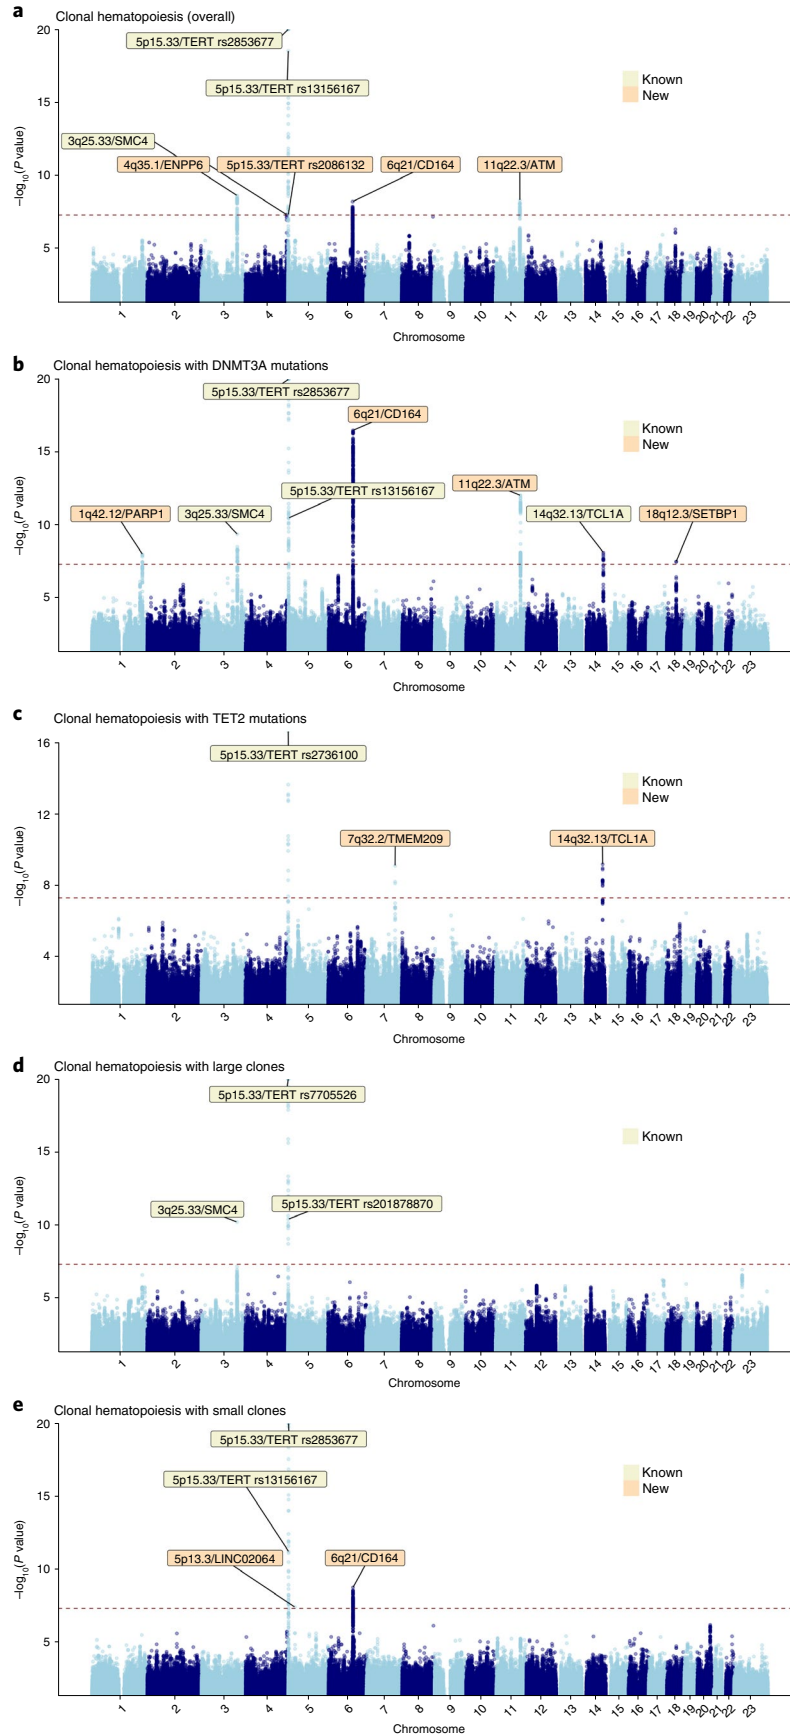 a
Clonal hematopoiesis (overall)
20
15
10
5
–log10(P value)
5p15.33/TERT rs2853677
5p15.33/TERT rs13156167
3q25.33/SMC4
4q35.1/ENPP6
5p15.33/TERT rs2086132
6q21/CD164
11q22.3/ATM
Known
New
1 2 3 4 5 6 7 8 9 10 11 12 13 14 15 16 17 18 19 20 21 22 23
Chromosome
b
Clonal hematopoiesis with DNMT3A mutations
20
15
10
5
–log10(P value)
5p15.33/TERT rs2853677
6q21/CD164
5p15.33/TERT rs13156167
11q22.3/ATM
1q42.12/PARP1
3q25.33/SMC4
14q32.13/TCL1A
18q12.3/SETBP1
Known
New
1 2 3 4 5 6 7 8 9 10 11 12 13 14 15 16 17 18 19 20 21 22 23
Chromosome
c
Clonal hematopoiesis with TET2 mutations
16
12
8
4
–log10(P value)
5p15.33/TERT rs2736100
7q32.2/TMEM209
14q32.13/TCL1A
Known
New
1 2 3 4 5 6 7 8 9 10 11 12 13 14 15 16 17 18 19 20 21 22 23
Chromosome
d
Clonal hematopoiesis with large clones
20
15
10
5
–log10(P value)
5p15.33/TERT rs7705526
3q25.33/SMC4
5p15.33/TERT rs201878870
Known
1 2 3 4 5 6 7 8 9 10 11 12 13 14 15 16 17 18 19 20 21 22 23
Chromosome
e
Clonal hematopoiesis with small clones
20
15
10
5
–log10(P value)
5p15.33/TERT rs2853677
5p15.33/TERT rs13156167
5p13.3/LINC02064
6q21/CD164
Known
New
1 2 3 4 5 6 7 8 9 10 11 12 13 14 15 16 17 18 19 20 21 22 23
Chromosome